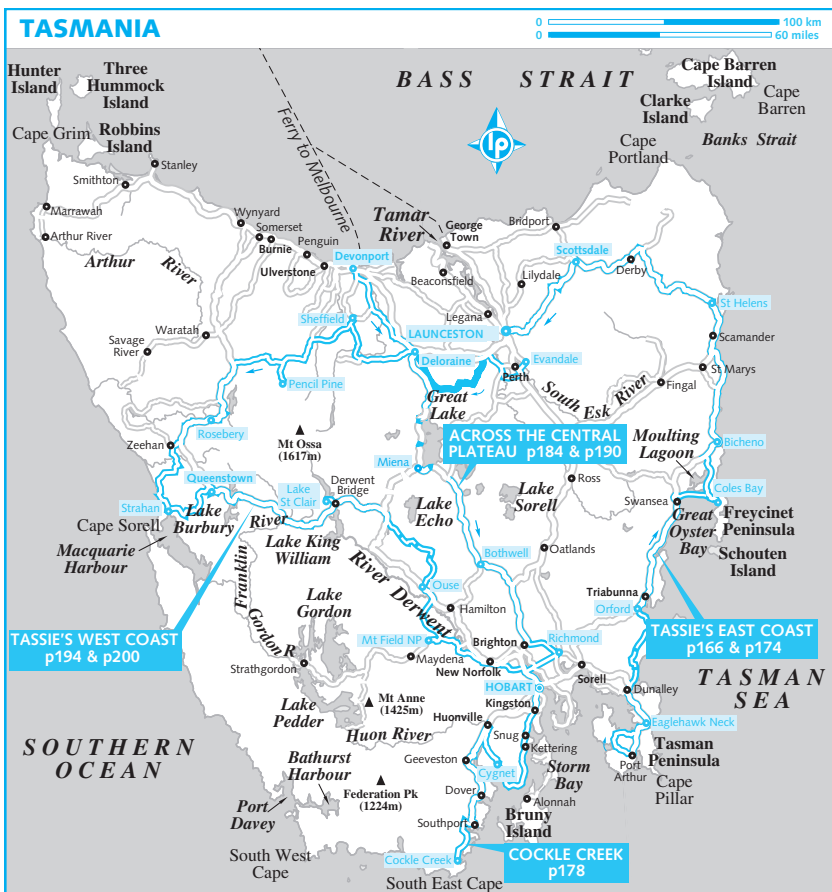 TASMANIA
0 100 km
0 60 miles
Hunter
Island
Three
Hummock
Island
BASS STRAIT
Cape Barren
Island
Cape
Barren
Clarke
Island
Banks Strait
Cape Grim
Robbins
Island
Cape
Portland
lp
Ferry to Melbourne
Stanley
Smithton
Marrawah
Arthur River
Arthur
River
Wynyard
Somerset
Burnie
Penguin
Ulverstone
Devonport
Tamar
River
George
Town
Bridport
Beaconsfield
Lilydale
Scottsdale
Derby
Legana
St Helens
Sheffield
LAUNCESTON
Scamander
Waratah
Savage
River
Deloraine
Evandale
Perth
St Marys
Fingal
South
Esk
River
Pencil Pine
Great
Lake
Rosebery
Mt Ossa
(1617m)
ACROSS THE CENTRAL
PLATEAU p184 & p190
Moulting
Lagoon
Bicheno
Zeehan
Miena
Queenstown
Lake
St Clair
Derwent
Bridge
Ross
Lake
Sorell
Swansea
Coles Bay
Strahan
Lake
Burbury
River
Lake
Echo
Great
Oyster
Bay
Freycinet
Peninsula
Cape Sorell
Macquarie
Harbour
Lake King
William
Schouten
Island
Oatlands
Bothwell
Franklin
River Derwent
Ouse
Lake
Gordon
Hamilton
Triabunna
Orford
Gordon R
TASSIE'S WEST COAST
p194 & p200
TASSIE'S EAST COAST
p166 & p174
Mt Field NP
Brighton
Richmond
Strathgordon
Maydena
New Norfolk
Sorell
TASMAN
SEA
HOBART
Dunalley
Mt Anne
(1425m)
Kingston
Lake
Pedder
Huonville
Eaglehawk Neck
Huon River
Snug
Kettering
SOUTHERN
OCEAN
Bathurst
Harbour
Geeveston
Cygnet
Storm
Bay
Port
Arthur
Tasman
Peninsula
Cape
Pillar
Federation Pk
(1224m)
Dover
Alonnah
Port
Davey
Bruny
Island
Southport
South West
Cape
Cockle Creek
COCKLE CREEK
p178
South East Cape